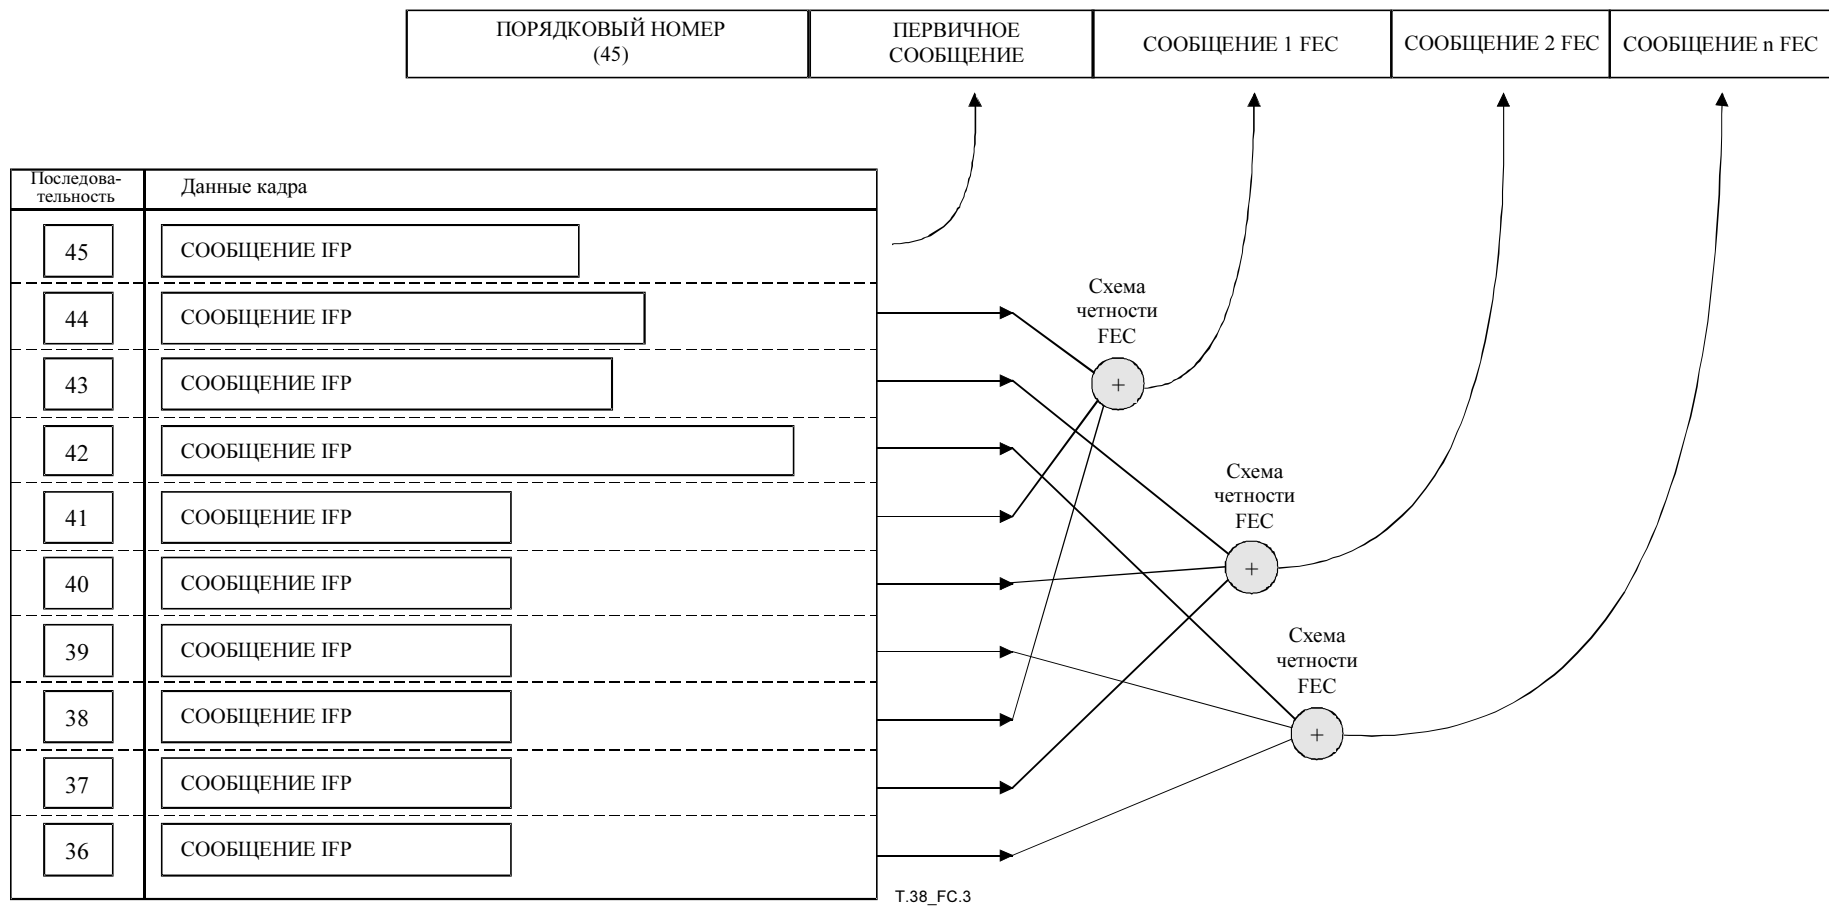 ПОРЯДКОВЫЙ НОМЕР
(45)
ПЕРВИЧНОЕ
СООБЩЕНИЕ
СООБЩЕНИЕ 1 FEC
СООБЩЕНИЕ 2 FEC
СООБЩЕНИЕ n FEC
Последова-
тельность
Данные кадра
45
СООБЩЕНИЕ IFP
44
СООБЩЕНИЕ IFP
43
СООБЩЕНИЕ IFP
42
СООБЩЕНИЕ IFP
41
СООБЩЕНИЕ IFP
40
СООБЩЕНИЕ IFP
39
СООБЩЕНИЕ IFP
38
СООБЩЕНИЕ IFP
37
СООБЩЕНИЕ IFP
36
СООБЩЕНИЕ IFP
Схема
четности
FEC
+
Схема
четности
FEC
+
Схема
четности
FEC
+
T.38_FC.3